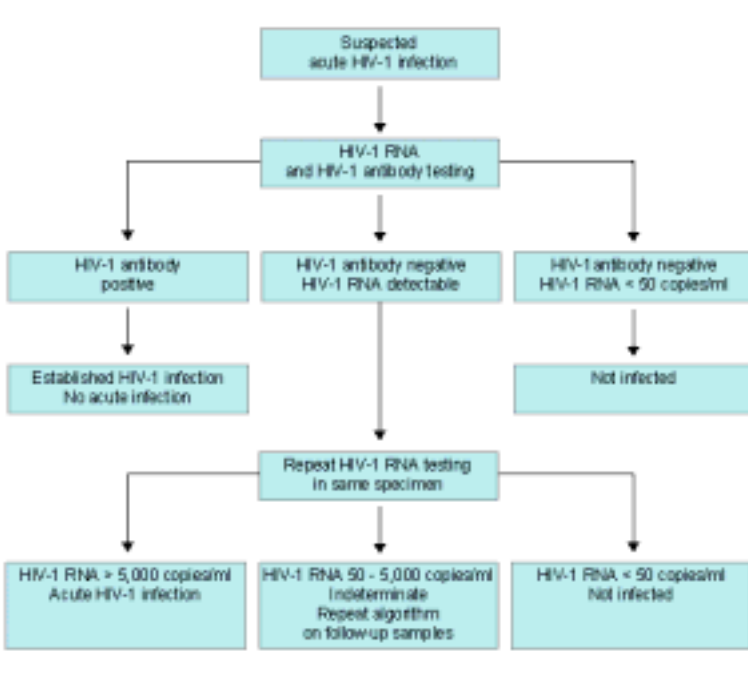 Suspected
acute HIV-1 infection
HIV-1 RNA
and HIV-1 antibody testing
HIV-1 antibody
positive
HIV-1 antibody negative
HIV-1 RNA detectable
HIV-1 antibody negative
HIV-1 RNA < 50 copies/ml
Established HIV-1 infection
No acute infection
Not infected
Repeat HIV-1 RNA testing
in same specimen
HIV-1 RNA > 5,000 copies/ml
Acute HIV-1 infection
HIV-1 RNA 50 - 5,000 copies/ml
Indeterminate
Repeat algorithm
on follow-up samples
HIV-1 RNA < 50 copies/ml
Not infected